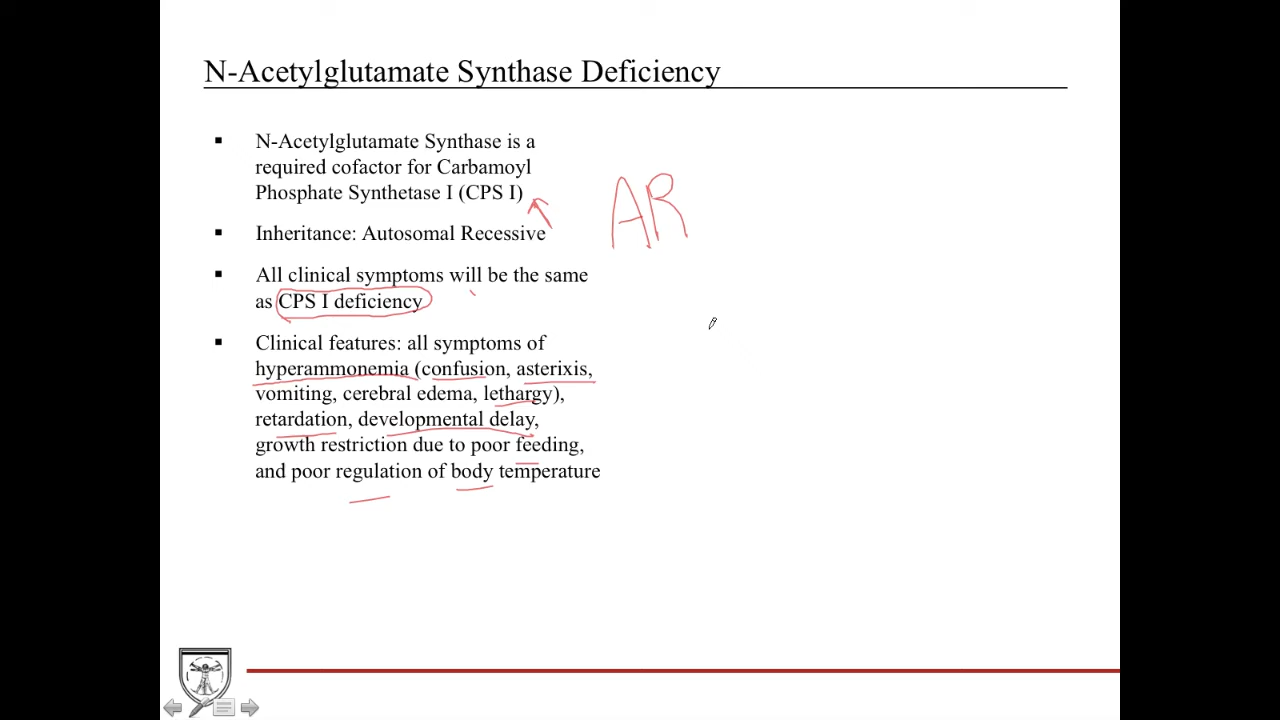 N-Acetylglutamate Synthase Deficiency
▪ N-Acetylglutamate Synthase is a
required cofactor for Carbamoyl
Phosphate Synthetase I (CPS I)
▪ Inheritance: Autosomal Recessive
AR
▪ All clinical symptoms will be the same
as CPS I deficiency
▪ Clinical features: all symptoms of
hyperammonemia (confusion, asterixis,
vomiting, cerebral edema, lethargy),
retardation, developmental delay,
growth restriction due to poor feeding,
and poor regulation of body temperature